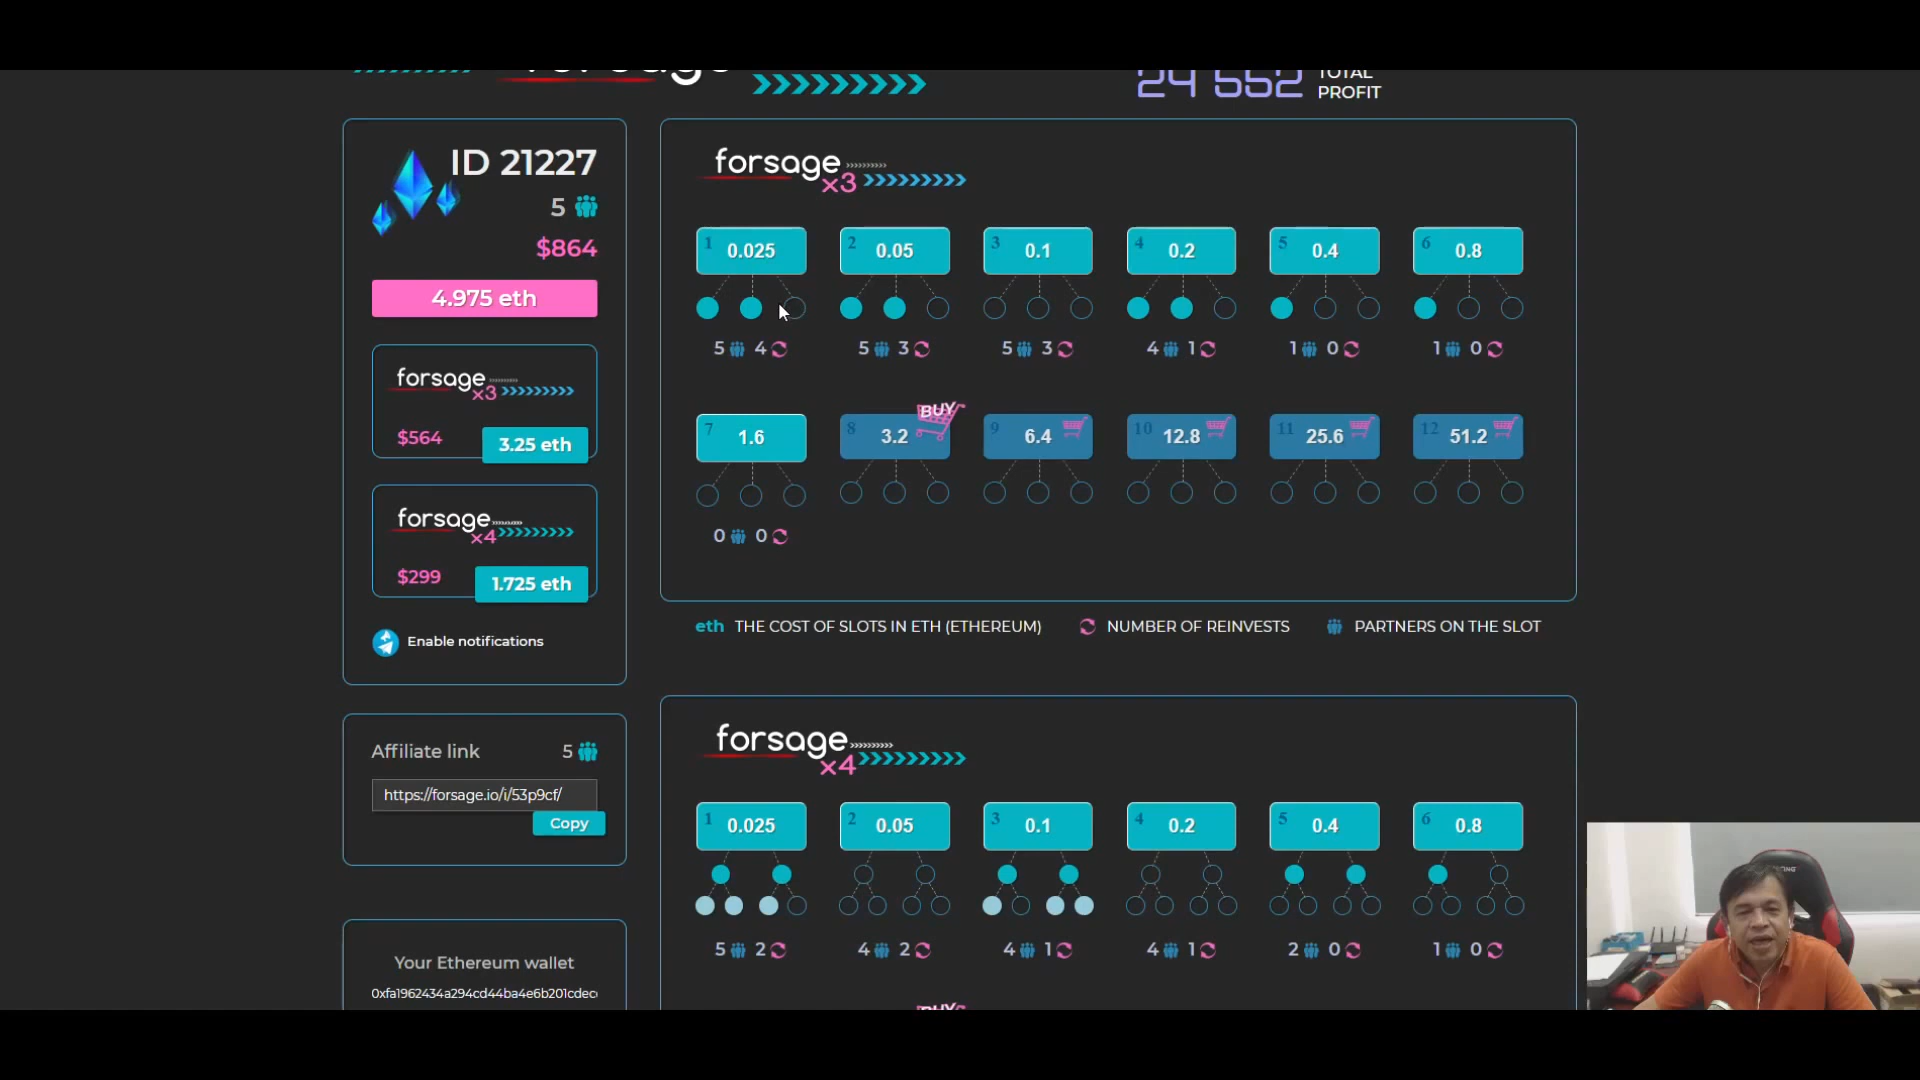 forsage
24 552 TOTAL
PROFIT
ID 21227
5
$864
4.975 eth
forsage
x3
$564
3.25 eth
forsage
x4
$299
1.725 eth
Enable notifications
Affiliate link 5
https://forsage.io/i/53p9cf/
Copy
Your Ethereum wallet
0xfa1962434a294cd44ba4e6b201cdec
forsage
x3
1 0.025 2 0.05 3 0.1 4 0.2 5 0.4 6 0.8
5 4 5 3 5 3 4 1 1 0 1 0
BUY
7 1.6 8 3.2 9 6.4 10 12.8 11 25.6 12 51.2
0 0
eth THE COST OF SLOTS IN ETH (ETHEREUM) NUMBER OF REINVESTS PARTNERS ON THE SLOT
forsage
x4
1 0.025 2 0.05 3 0.1 4 0.2 5 0.4 6 0.8
5 2 4 2 4 1 4 1 2 0 1 0
BUY